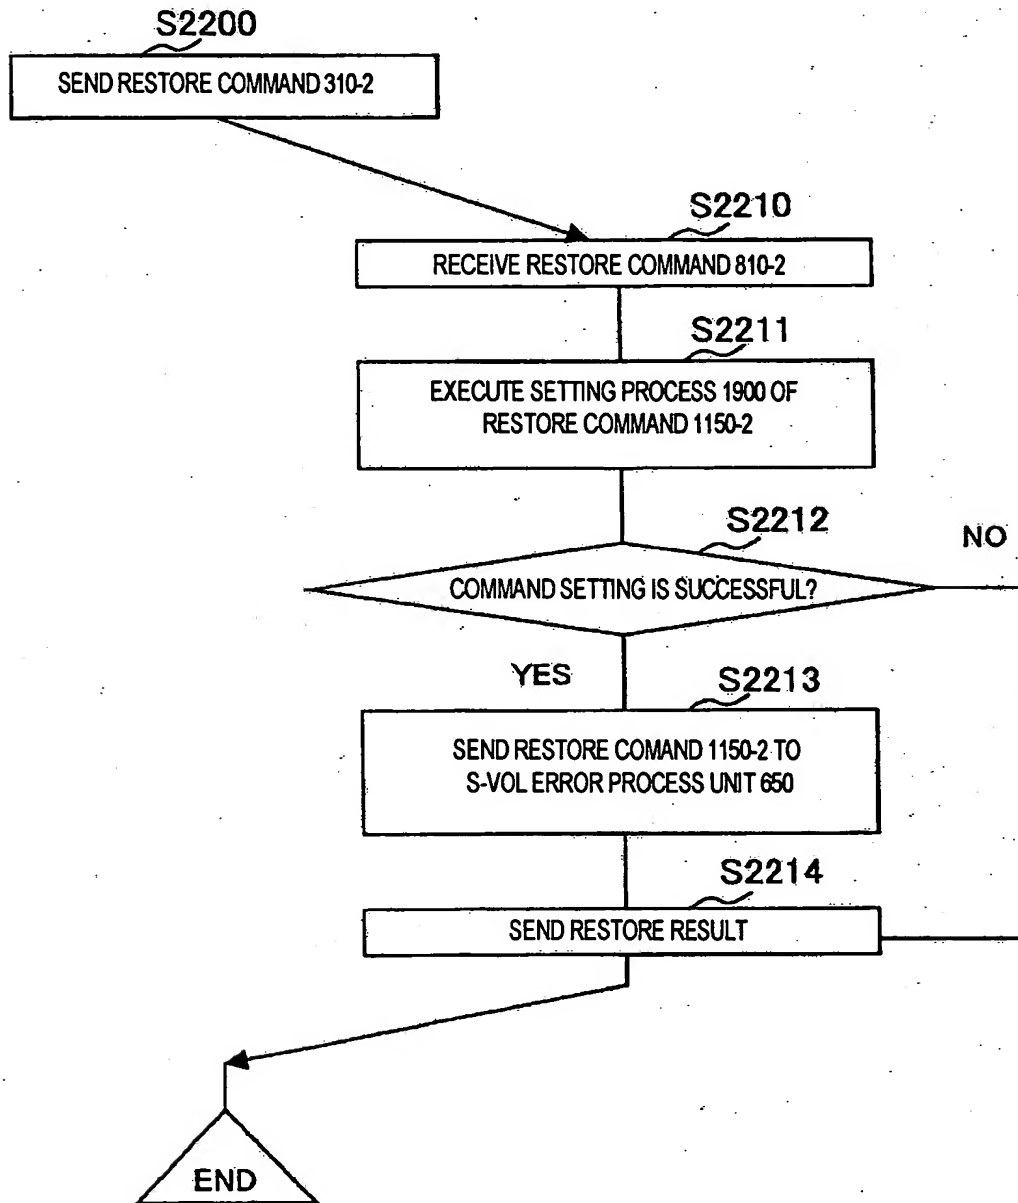 S2200
SEND RESTORE COMMAND 310-2
S2210
RECEIVE RESTORE COMMAND 810-2
S2211
EXECUTE SETTING PROCESS 1900 OF
RESTORE COMMAND 1150-2
S2212
NO
COMMAND SETTING IS SUCCESSFUL?
YES
S2213
SEND RESTORE COMAND 1150-2 TO
S-VOL ERROR PROCESS UNIT 650
S2214
SEND RESTORE RESULT
END